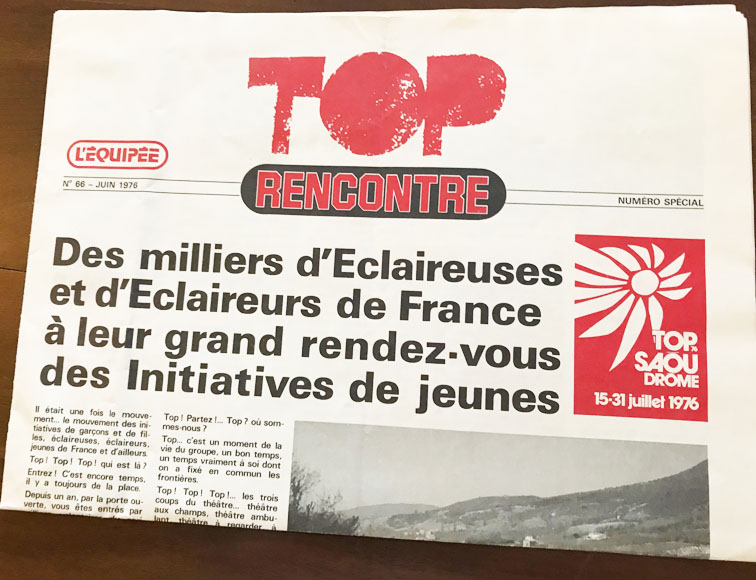 TOP
L'ÉQUIPÉE
RENCONTRE
N° 66 – JUIN 1976
NUMÉRO SPÉCIAL
Des milliers d'Eclaireuses
et d'Eclaireurs de France
à leur grand rendez-vous
des Initiatives de jeunes
TOP 76
SAOU
DRÔME
15-31 juillet 1976
Il était une fois le mouve-
ment... le mouvement des ini-
tiatives de garçons et de fil-
les, éclaireuses, éclaireurs,
jeunes de France et d'ailleurs.
Top ! Top ! Top ! qui est là ?
Entrez ! C'est encore temps,
il y a toujours de la place.
Depuis un an, par la porte ou-
verte, vous êtes entrés par
Top ! Partez !... Top ? où som-
mes-nous ?
Top... c'est un moment de la
vie du groupe, un bon temps,
un temps vraiment à soi dont
on a fixé en commun les
frontières.
Top ! Top ! Top !... les trois
coups du théâtre... théâtre
aux champs, théâtre ambu-
lant, théâtre à regarder, à